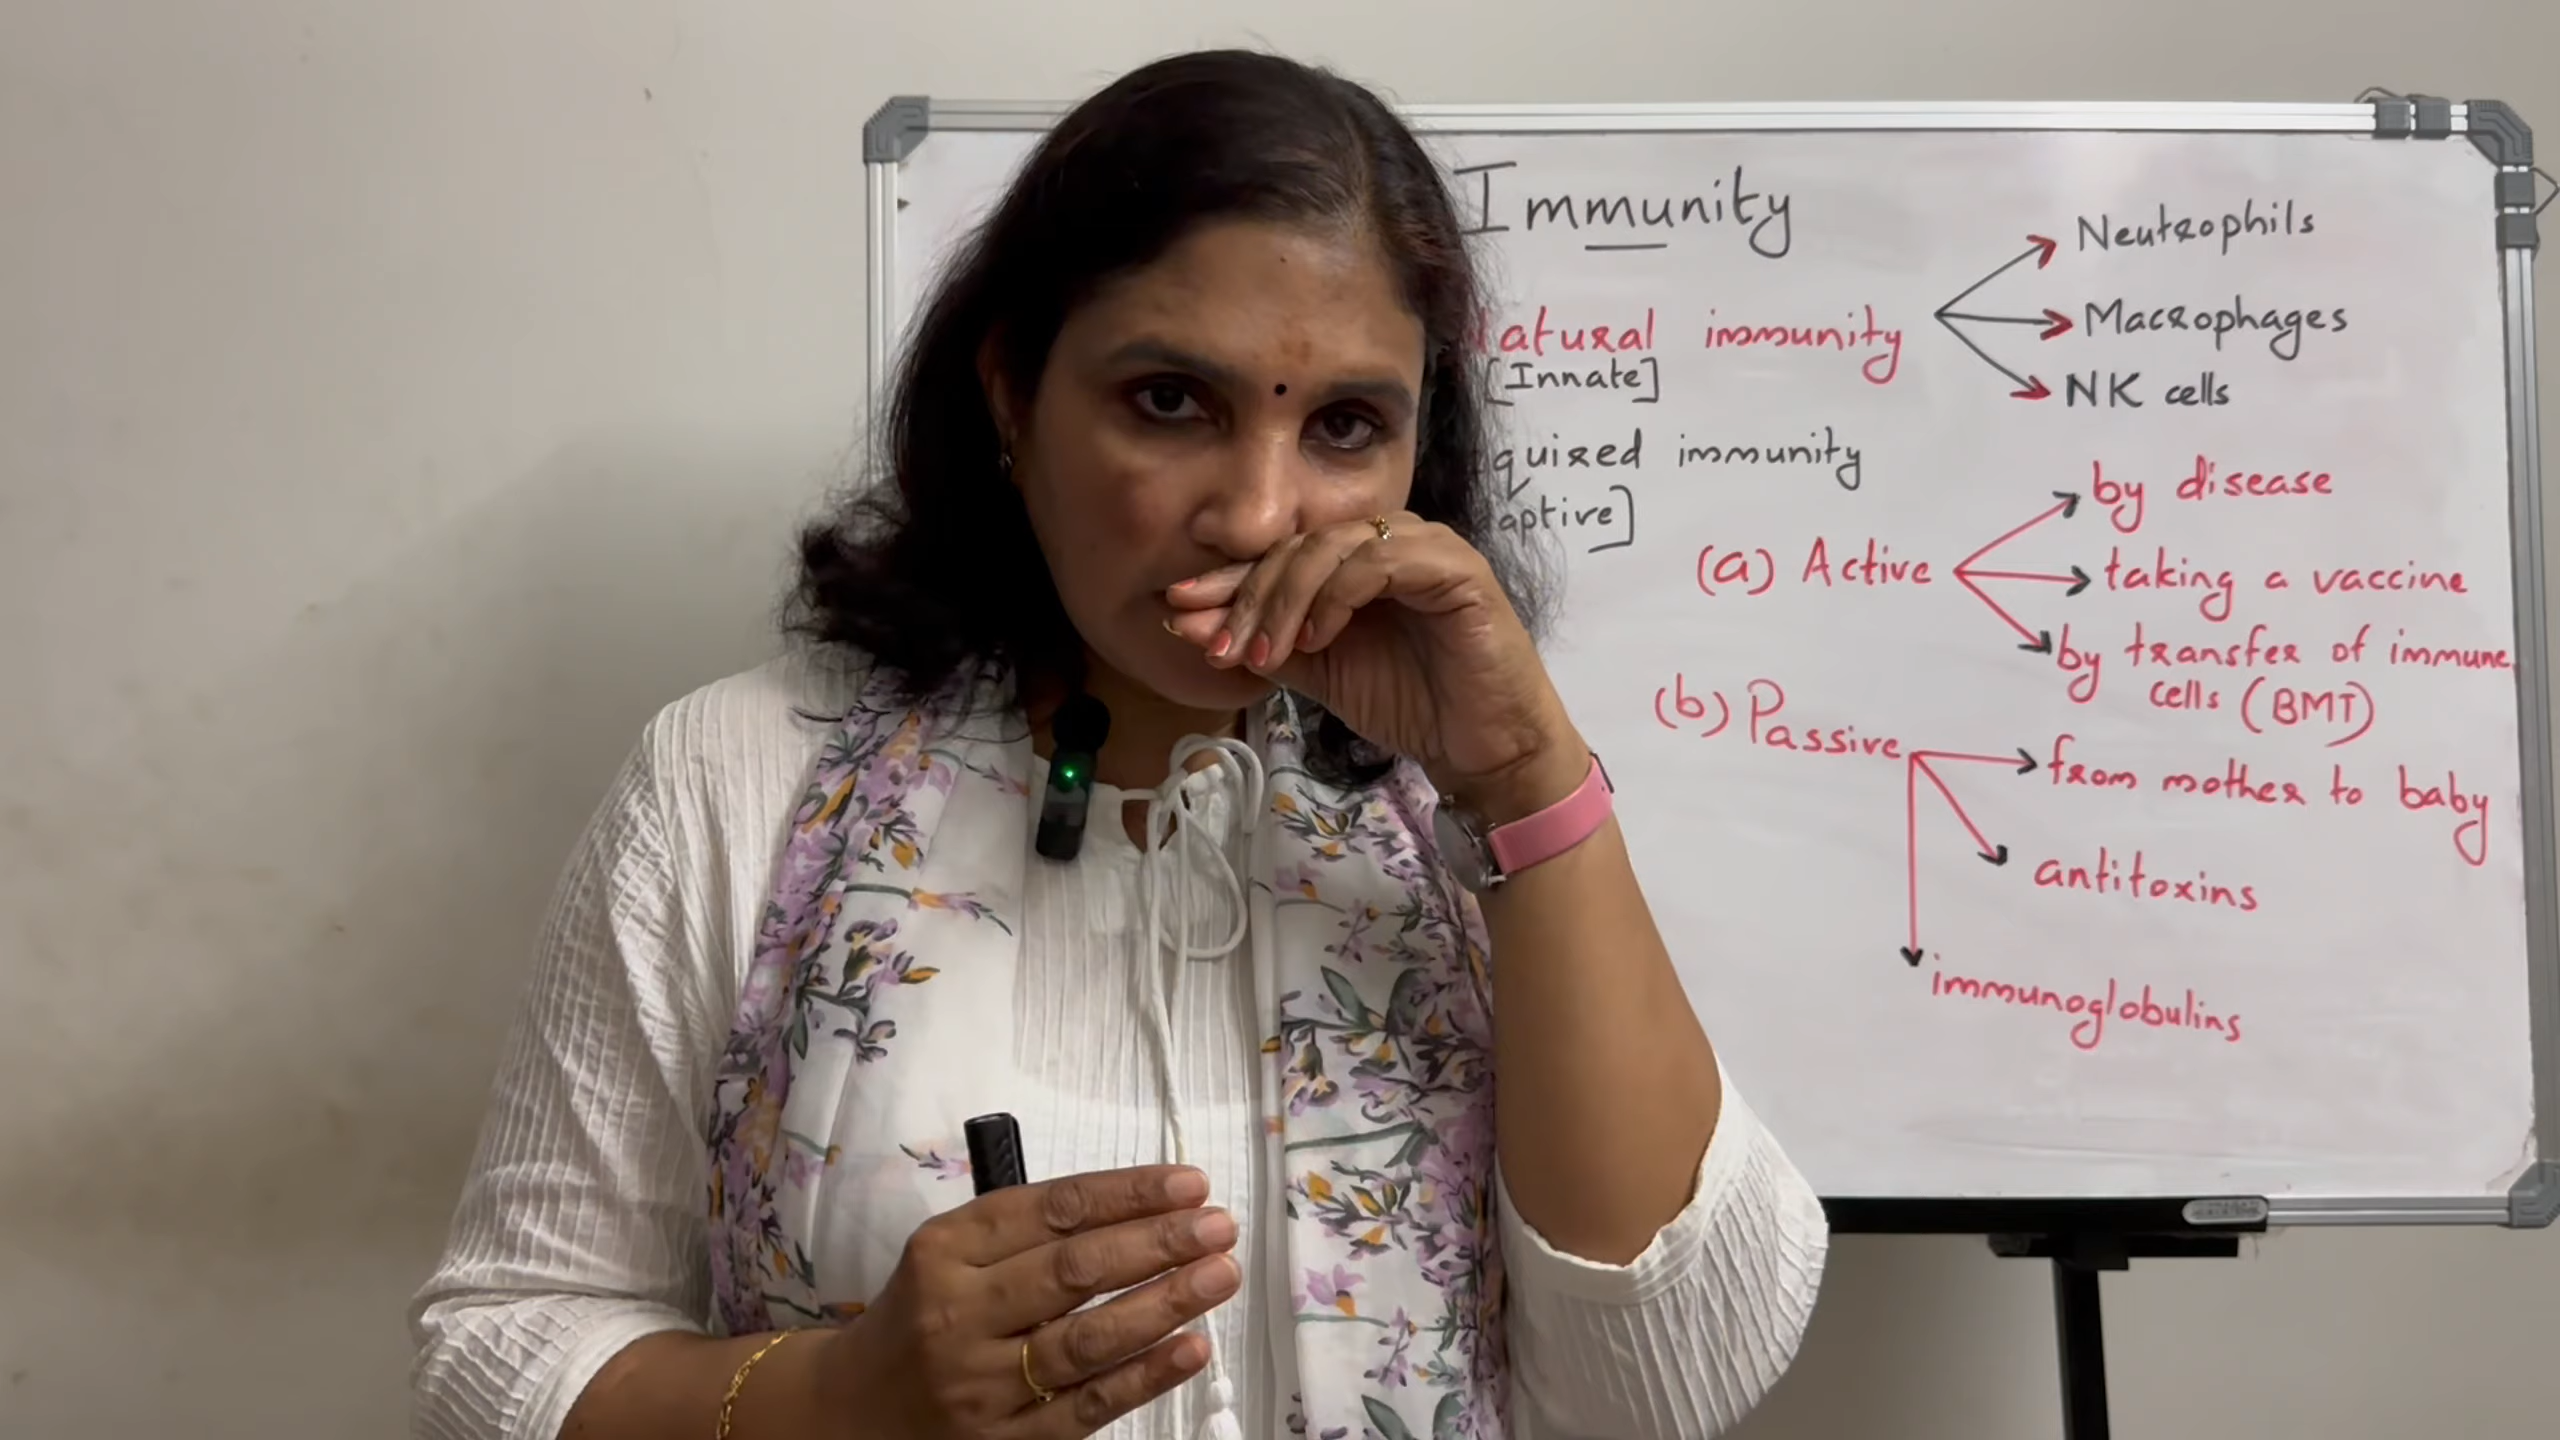 Immunity
atural immunity
[Innate]
Neutrophils
Macrophages
NK cells
quired immunity
aptive]
(a) Active
by disease
taking a vaccine
by transfer of immune
cells (BMT)
(b) Passive
from mother to baby
antitoxins
immunoglobulins